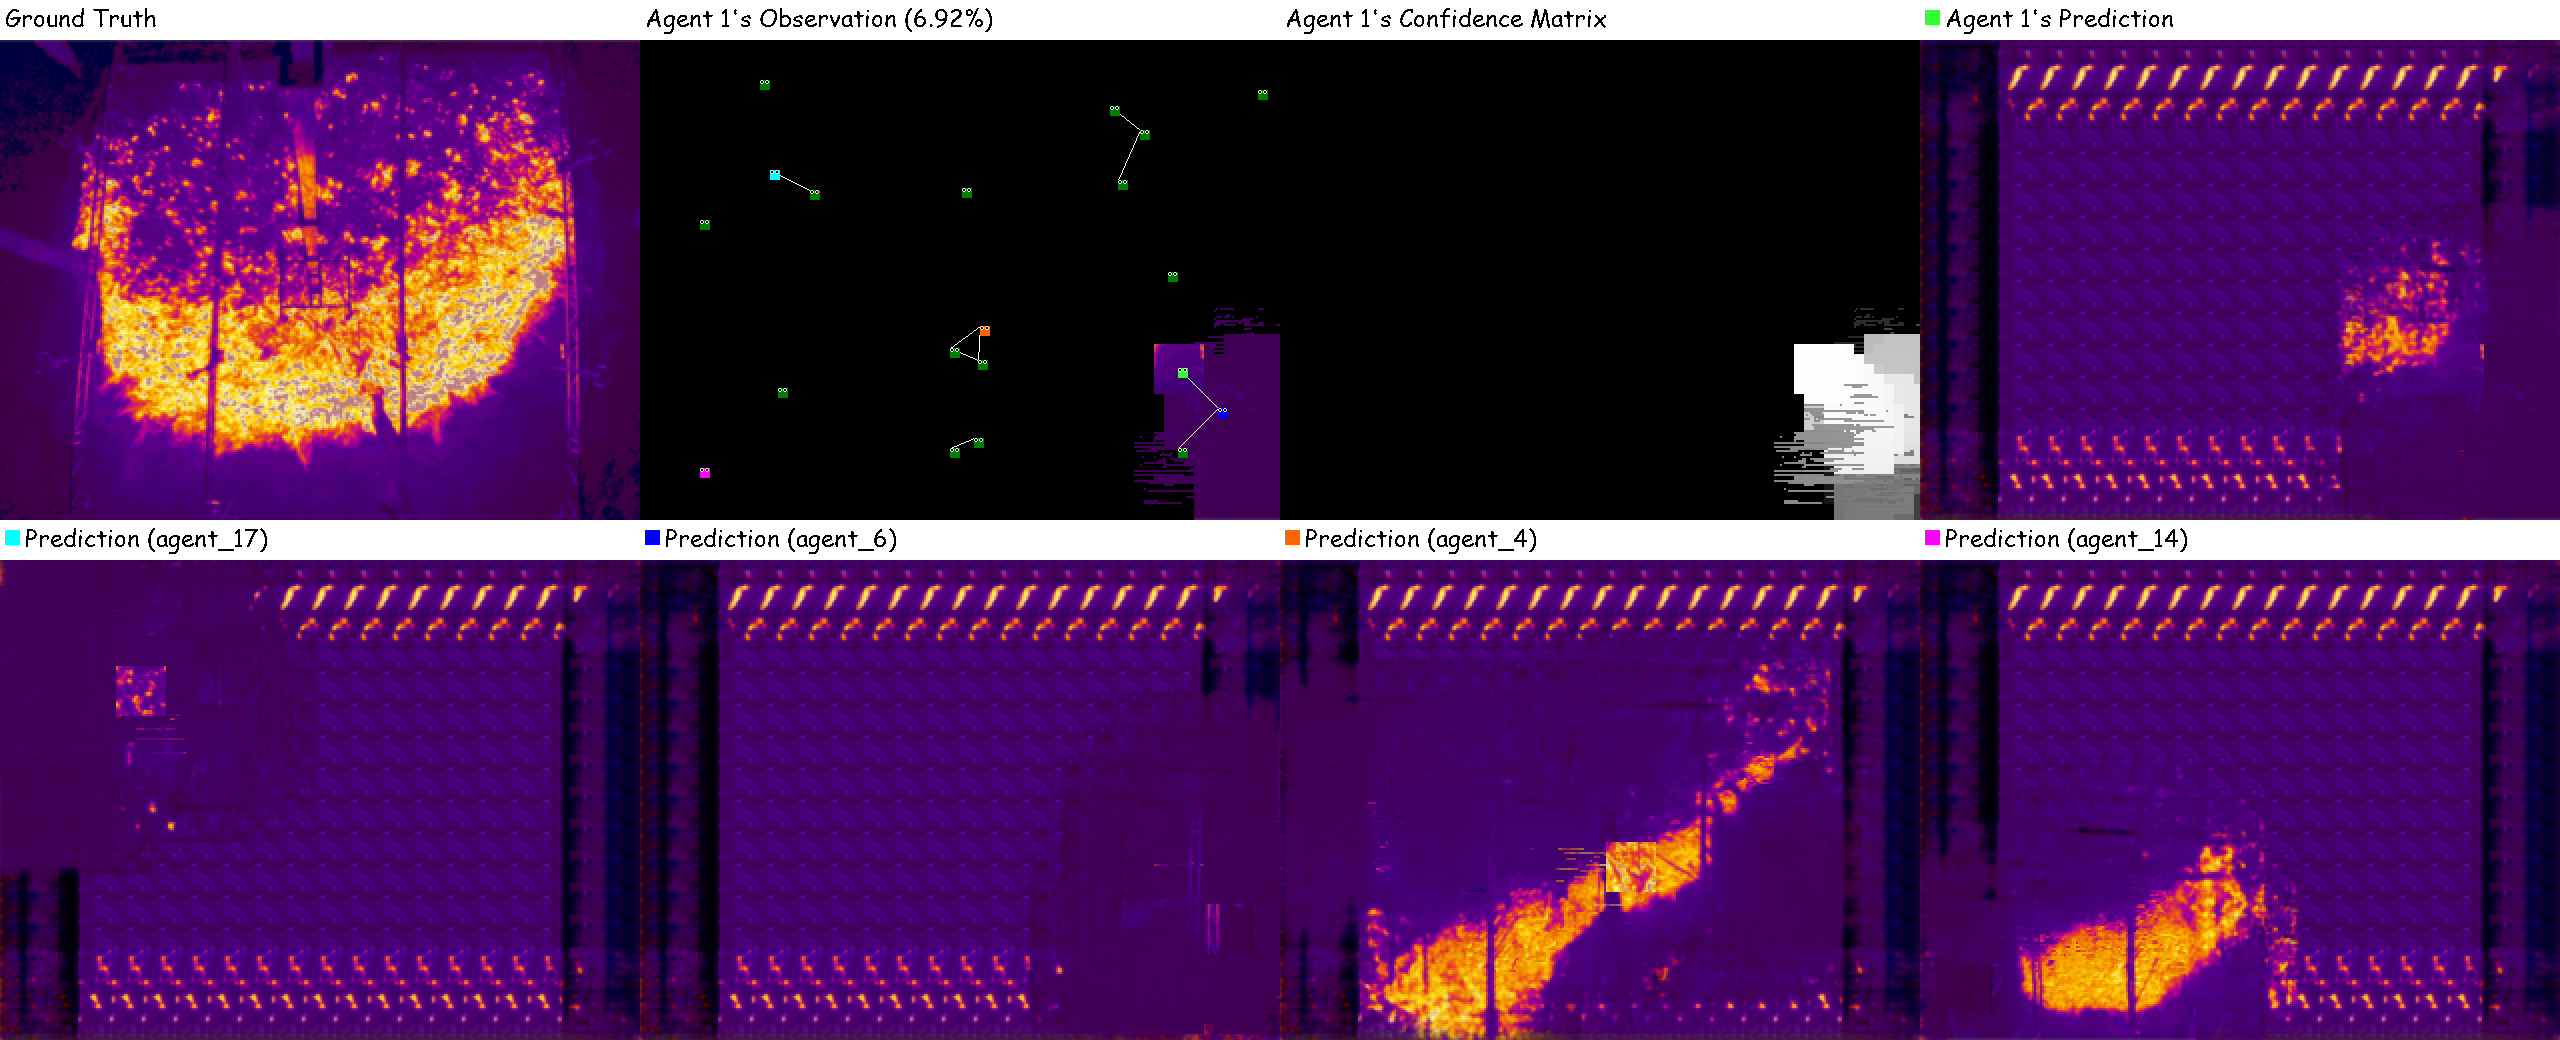 Ground Truth
Agent 1's Observation (6.92%)
Agent 1's Confidence Matrix
Agent 1's Prediction
Prediction (agent_17)
Prediction (agent_6)
Prediction (agent_4)
Prediction (agent_14)